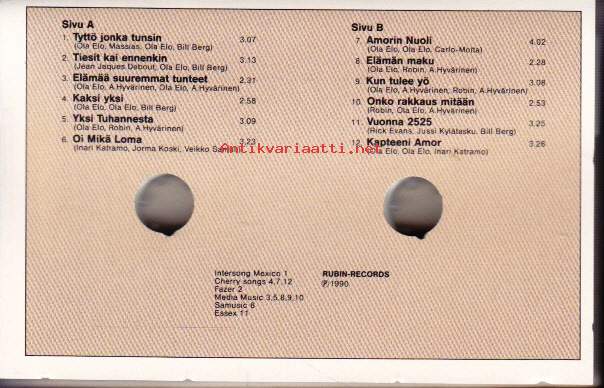 Sivu A
1. Tyttö jonka tunsin 3.07
(Ola Elo, Massias, Ola Elo, Bill Berg)
2. Tiesit kai ennenkin 3.13
(Jean Jaques Debout, Ola Elo, Bill Berg)
3. Elämää suuremmat tunteet 2.31
(Ola Elo, A.Hyvärinen, Ola Elo, A.Hyvärinen)
4. Kaksi yksi 2.58
(Ola Elo, Ola Elo, Bill Berg)
5. Yksi Tuhannesta 3.09
(Ola Elo, Robin, A.Hyvärinen)
6. Oi Mikä Loma 3.23
(Inari Katramo, Jorma Koski, Veikko Samuli)
Sivu B
7. Amorin Nuoli 4.02
(Ola Elo, Ola Elo, Carlo-Motta)
8. Elämän maku 2.28
(Ola Elo, Robin, A.Hyvärinen)
9. Kun tulee yö 3.08
(Ola Elo, A.Hyvärinen, Robin, A.Hyvärinen)
10. Onko rakkaus mitään 2.53
(Robin, Ola Elo, A.Hyvärinen)
11. Vuonna 2525 3.25
(Rick Evans, Jussi Kylätasku, Bill Berg)
12. Kapteeni Amor 3.26
(Ola Elo, Ola Elo, Inari Katramo)
Antikvariaatti.net
Intersong Mexico 1
Cherry songs 4,7,12
Fazer 2
Media Music 3,5,8,9,10
Samusic 6
Essex 11
RUBIN-RECORDS
℗ 1990